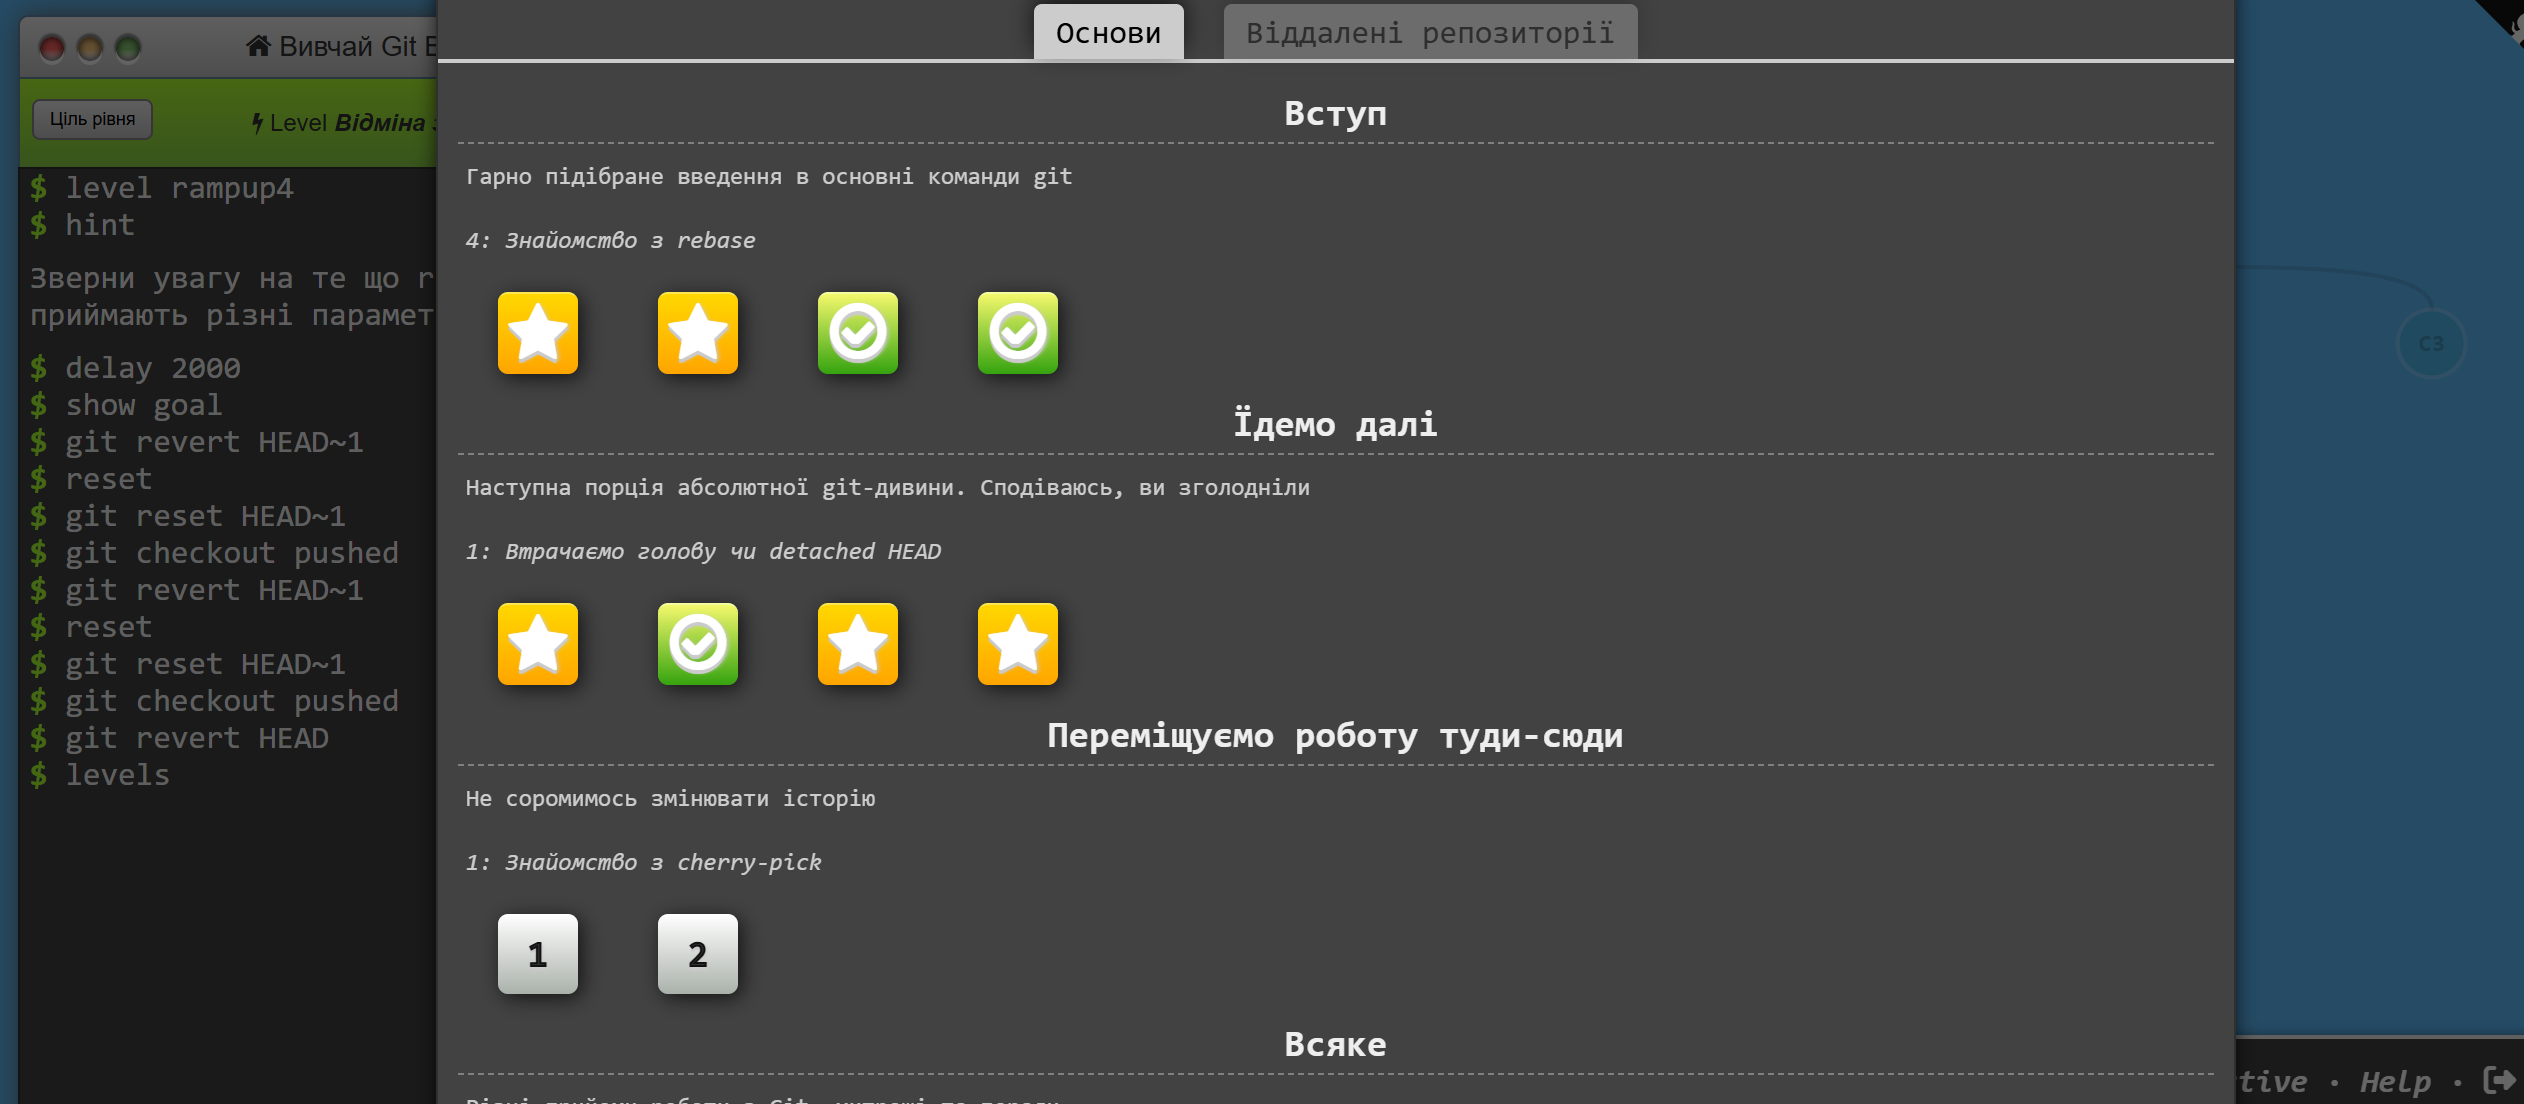 Вивчай Git
Ціль рівня
Level Відміна
$ level rampup4
$ hint
Зверни увагу на те що r
приймають різні парамет
$ delay 2000
$ show goal
$ git revert HEAD~1
$ reset
$ git reset HEAD~1
$ git checkout pushed
$ git revert HEAD~1
$ reset
$ git reset HEAD~1
$ git checkout pushed
$ git revert HEAD
$ levels
Основи
Віддалені репозиторії
Вступ
Гарно підібране введення в основні команди git
4: Знайомство з rebase
Їдемо далі
Наступна порція абсолютної git-дивини. Сподіваюсь, ви зголодніли
1: Втрачаємо голову чи detached HEAD
Переміщуємо роботу туди-сюди
Не соромимось змінювати історію
1: Знайомство з cherry-pick
1 2
Всяке
C3
tive · Help ·